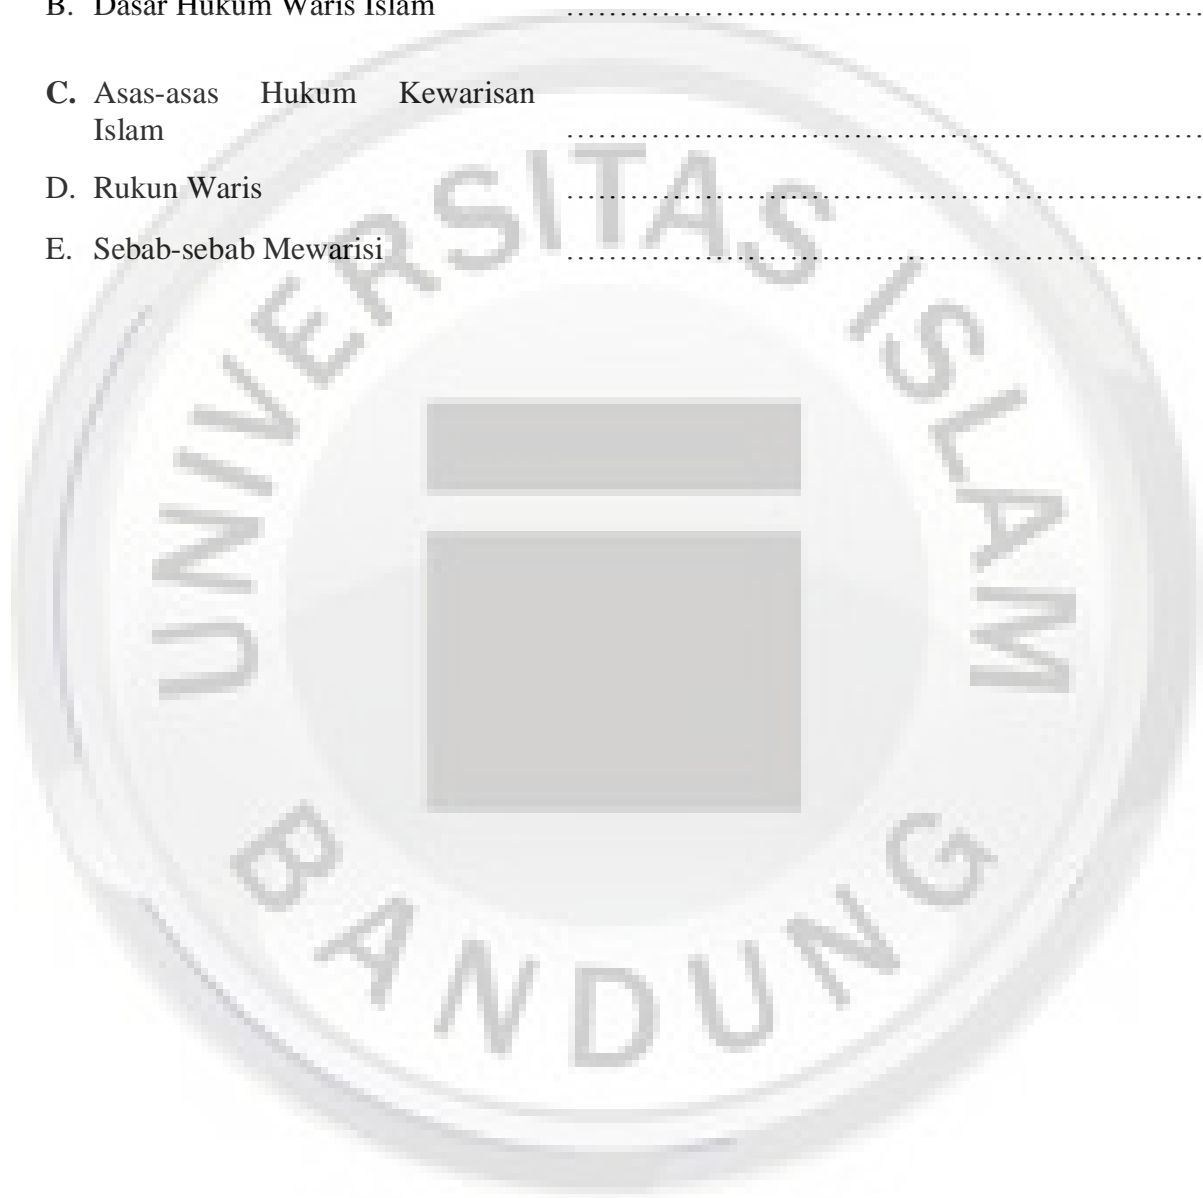 B. Dasar Hukum Waris Islam ............................................................
C. Asas-asas Hukum Kewarisan
Islam ............................................................
D. Rukun Waris ............................................................
E. Sebab-sebab Mewarisi ............................................................
UNIVERSITAS ISLAM
BANDUNG